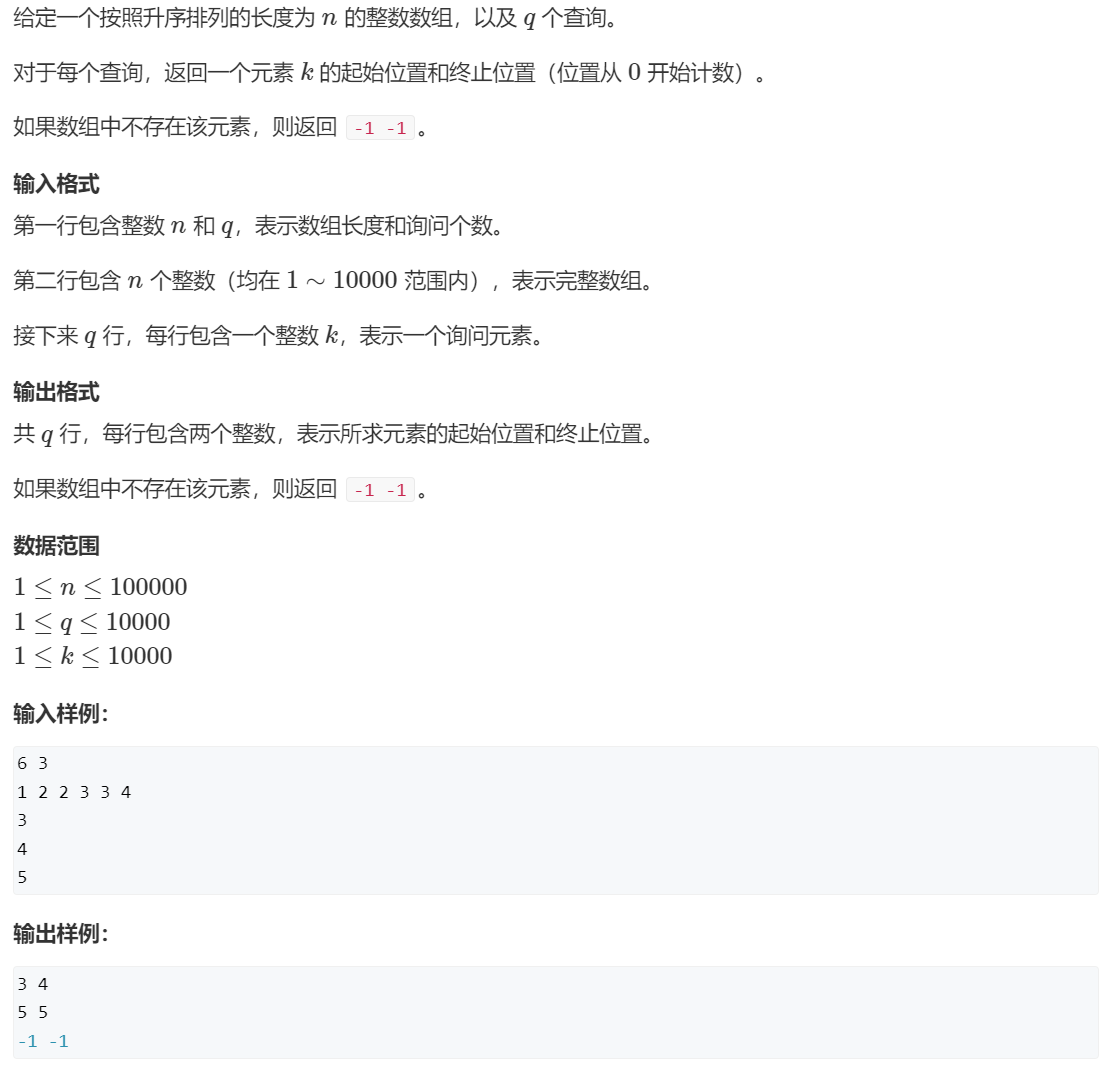 给定一个按照升序排列的长度为 n 的整数数组，以及 q 个查询。
对于每个查询，返回一个元素 k 的起始位置和终止位置（位置从 0 开始计数）。
如果数组中不存在该元素，则返回 -1 -1 。
输入格式
第一行包含整数 n 和 q，表示数组长度和询问个数。
第二行包含 n 个整数（均在 1 ∼ 10000 范围内），表示完整数组。
接下来 q 行，每行包含一个整数 k，表示一个询问元素。
输出格式
共 q 行，每行包含两个整数，表示所求元素的起始位置和终止位置。
如果数组中不存在该元素，则返回 -1 -1 。
数据范围
1 ≤ n ≤ 100000
1 ≤ q ≤ 10000
1 ≤ k ≤ 10000
输入样例：
6 3
1 2 2 3 3 4
3
4
5
输出样例：
3 4
5 5
-1 -1